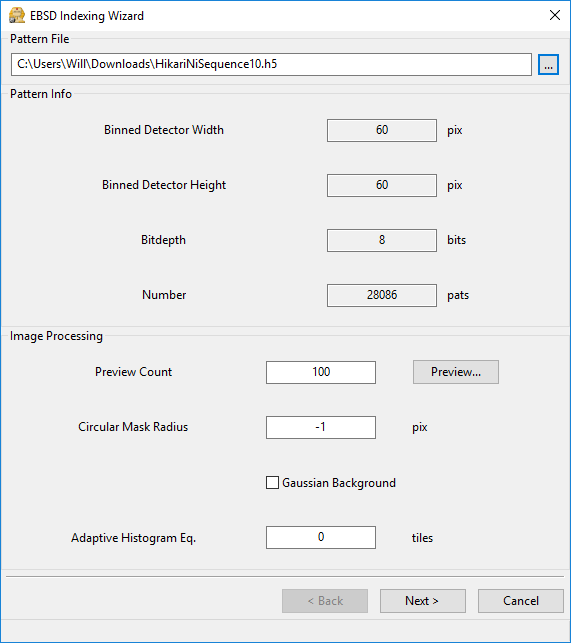 EBSD Indexing Wizard
Pattern File
C:\Users\Will\Downloads\HikariNiSequence10.h5 ...
Pattern Info
Binned Detector Width 60 pix
Binned Detector Height 60 pix
Bitdepth 8 bits
Number 28086 pats
Image Processing
Preview Count 100 Preview...
Circular Mask Radius -1 pix
Gaussian Background
Adaptive Histogram Eq. 0 tiles
< Back Next > Cancel